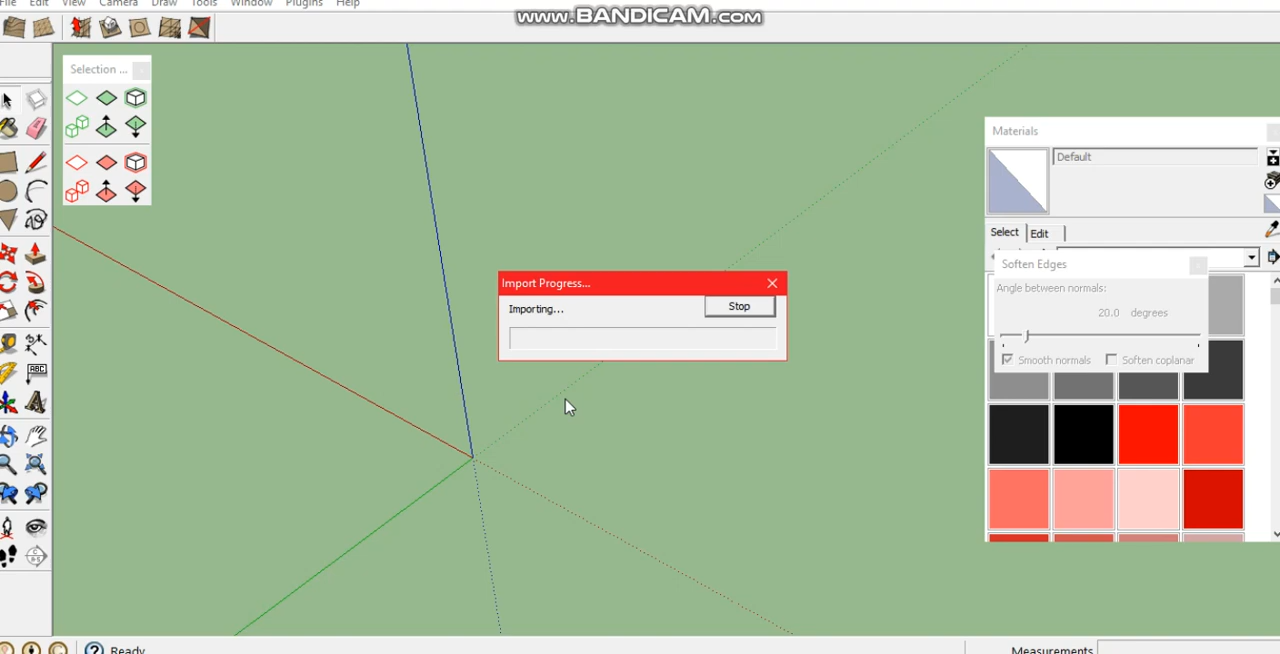 www.BANDICAM.com
File Edit View Camera Draw Tools Window Plugins Help
Selection ...
Materials
Default
Select Edit
Soften Edges
Angle between normals:
20.0 degrees
Smooth normals Soften coplanar
Import Progress...
Importing... Stop
ABC
Ready
Measurements